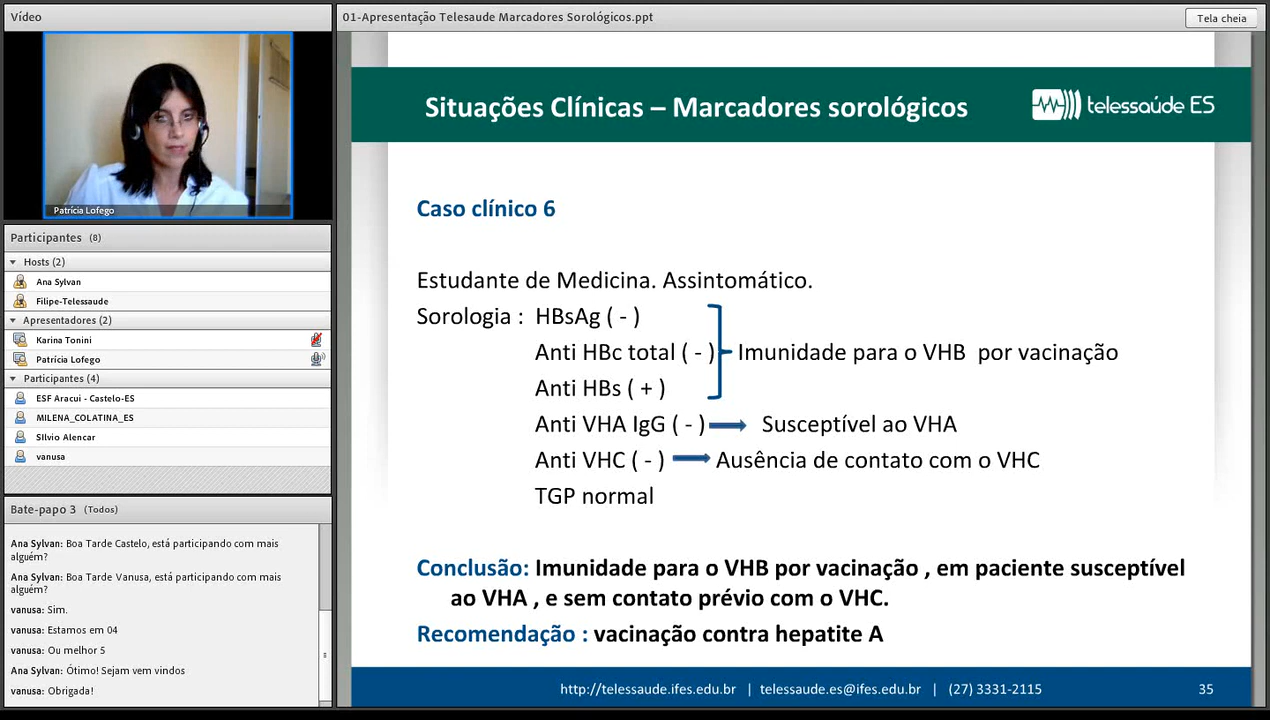 Vídeo
Patrícia Lofego
Participantes (8)
Hosts (2)
Ana Sylvan
Filipe-Telessaude
Apresentadores (2)
Karina Tonini
Patrícia Lofego
Participantes (4)
ESF Aracui - Castelo-ES
MILENA_COLATINA_ES
SIlvio Alencar
vanusa
Bate-papo 3 (Todos)
Ana Sylvan: Boa Tarde Castelo, está participando com mais
alguém?
Ana Sylvan: Boa Tarde Vanusa, está participando com mais
alguém?
vanusa: Sim.
vanusa: Estamos em 04
vanusa: Ou melhor 5
Ana Sylvan: Ótimo! Sejam vem vindos
vanusa: Obrigada!
01-Apresentação Telesaude Marcadores Sorológicos.ppt
Tela cheia
Situações Clínicas – Marcadores sorológicos
telessaúde ES
Caso clínico 6
Estudante de Medicina. Assintomático.
Sorologia : HBsAg ( - )
Anti HBc total ( - ) Imunidade para o VHB por vacinação
Anti HBs ( + )
Anti VHA IgG ( - ) Susceptível ao VHA
Anti VHC ( - ) Ausência de contato com o VHC
TGP normal
Conclusão: Imunidade para o VHB por vacinação , em paciente susceptível
ao VHA , e sem contato prévio com o VHC.
Recomendação : vacinação contra hepatite A
http://telessaude.ifes.edu.br | telessaude.es@ifes.edu.br | (27) 3331-2115 35